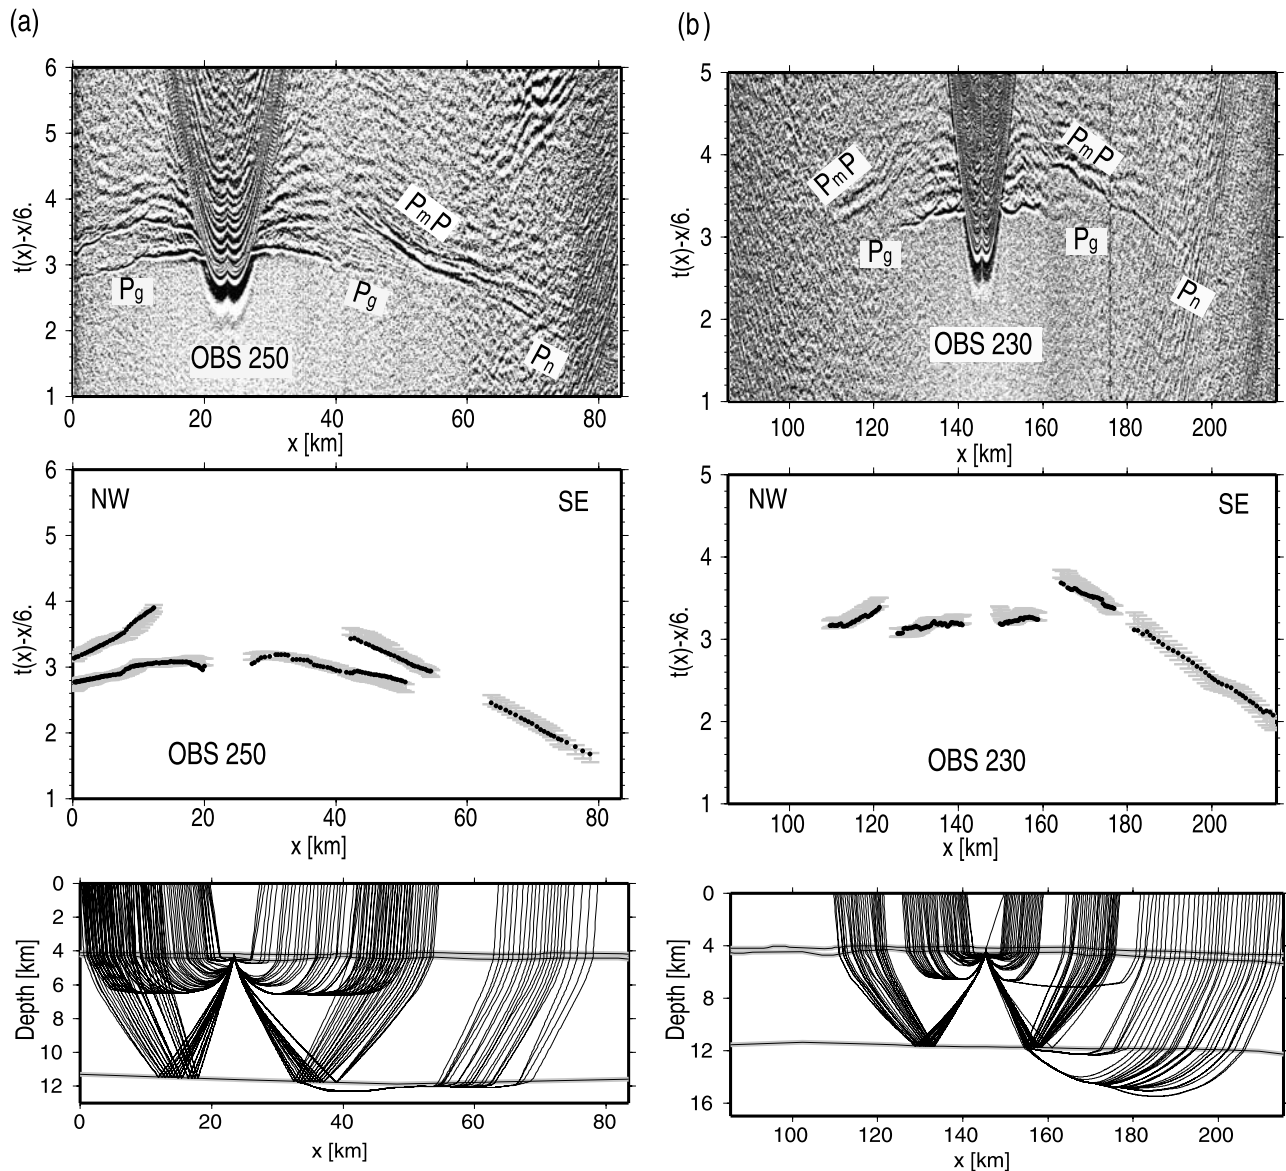 (a)
6
5
4
3
2
1
t(x)-x/6.
PmP
Pg
Pg
OBS 250
Pn
0
20
40
60
80
x [km]
(b)
5
4
3
2
1
t(x)-x/6.
PmP
PmP
Pg
Pg
Pn
OBS 230
100
120
140
160
180
200
x [km]
6
5
4
3
2
1
t(x)-x/6.
NW
SE
OBS 250
0
20
40
60
80
x [km]
5
4
3
2
1
t(x)-x/6.
NW
SE
OBS 230
100
120
140
160
180
200
x [km]
0
2
4
6
8
10
12
Depth [km]
0
20
40
60
80
x [km]
0
4
8
12
16
Depth [km]
100
120
140
160
180
200
x [km]